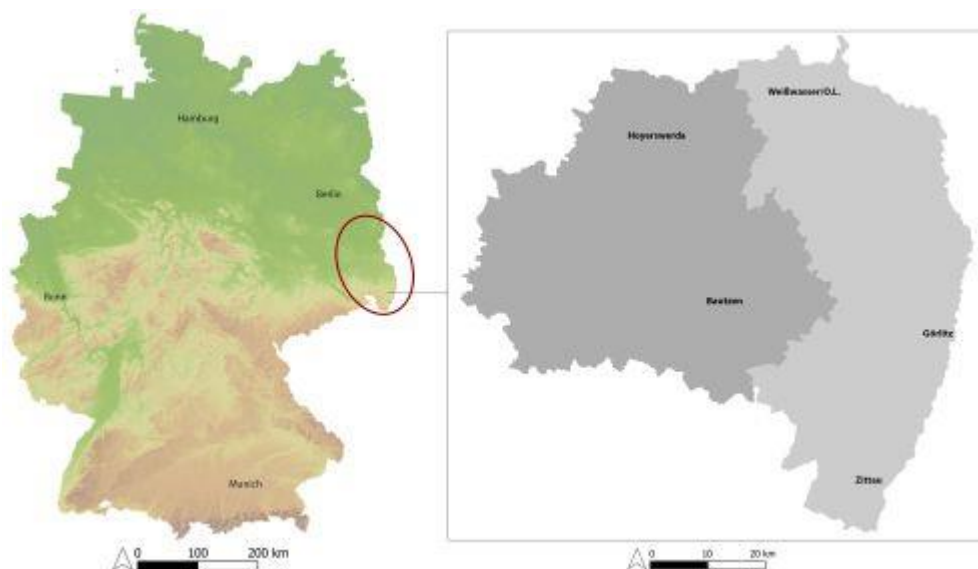 Hamburg
Berlin
Bonn
Munich
0 100 200 km
Weißwasser/O.L.
Hoyerswerda
Bautzen
Görlitz
Zittau
0 10 20 km